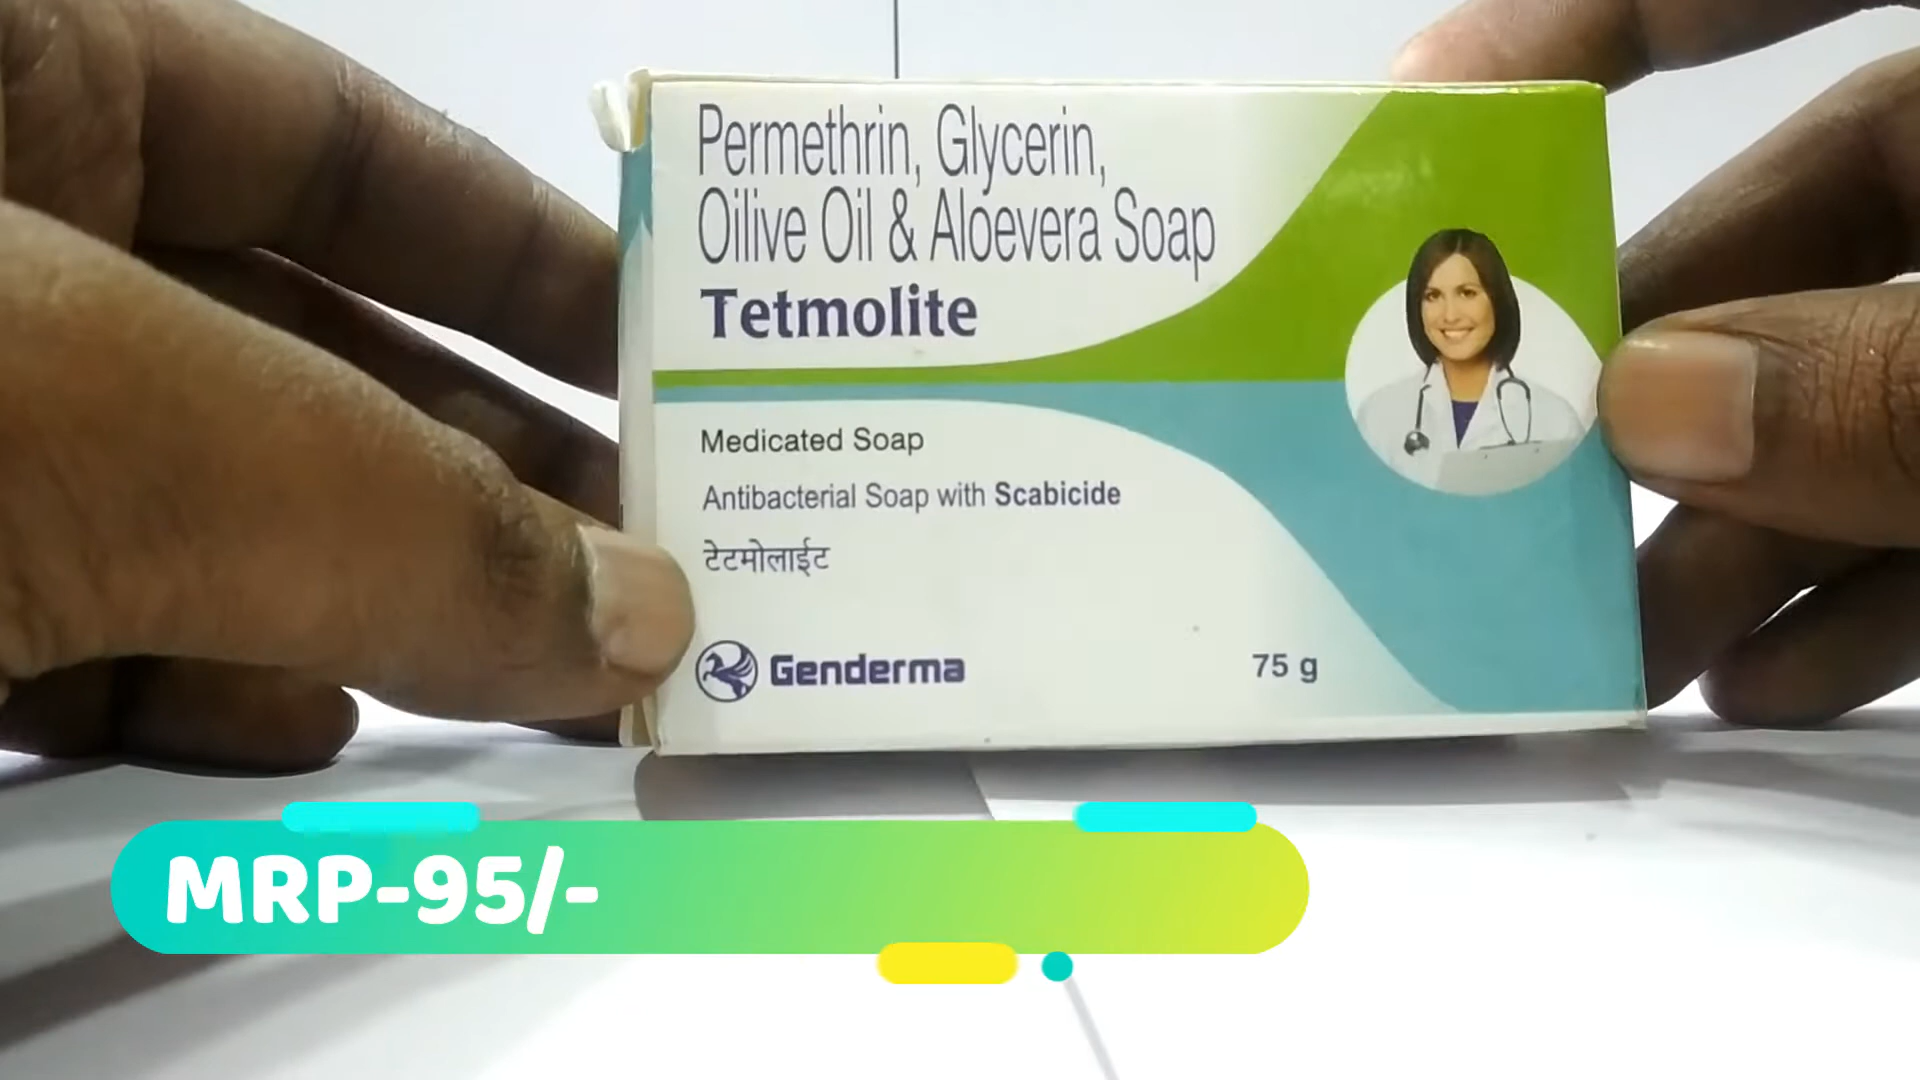 Permethrin, Glycerin,
Oilive Oil & Aloevera Soap
Tetmolite
Medicated Soap
Antibacterial Soap with Scabicide
टेटमोलाईट
Genderma
75 g
MRP-95/-